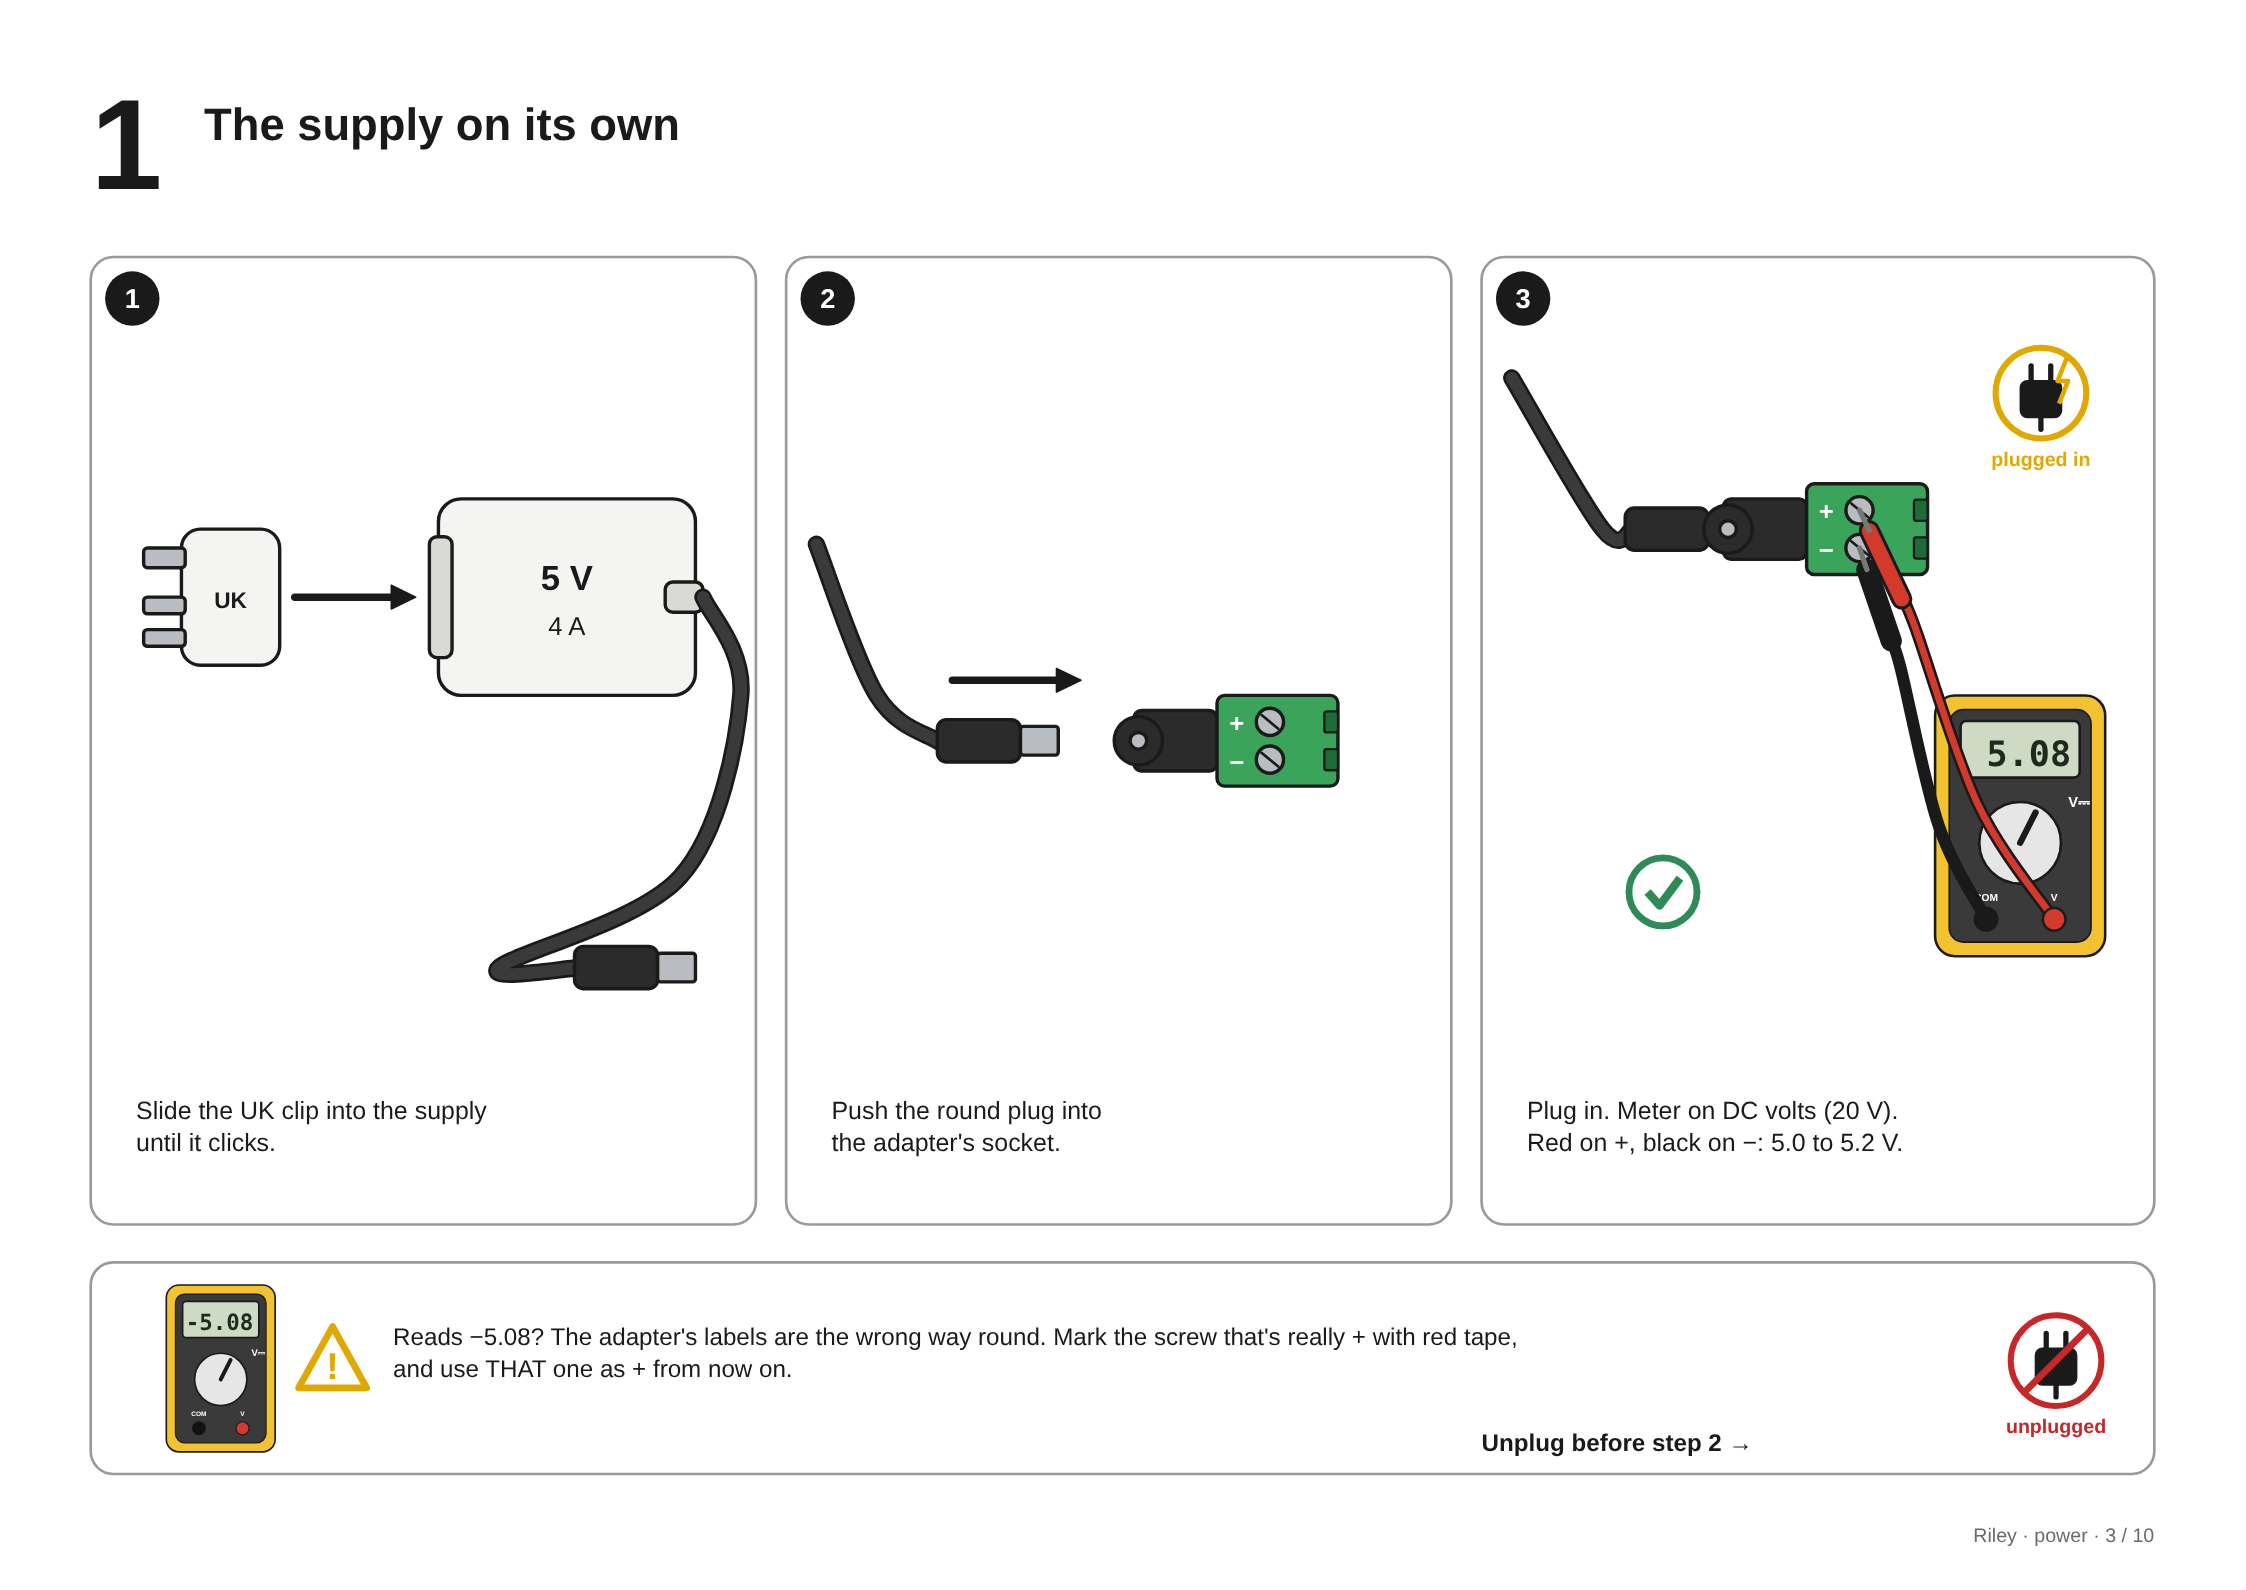 1
The supply on its own
1
UK
5 V
4 A
Slide the UK clip into the supply
until it clicks.
2
+
−
Push the round plug into
the adapter's socket.
3
plugged in
+
−
5.08
V⎓
COM
V
Plug in. Meter on DC volts (20 V).
Red on +, black on −: 5.0 to 5.2 V.
-5.08
V⎓
COM
V
!
Reads −5.08? The adapter's labels are the wrong way round. Mark the screw that's really + with red tape,
and use THAT one as + from now on.
Unplug before step 2 →
unplugged
Riley · power · 3 / 10